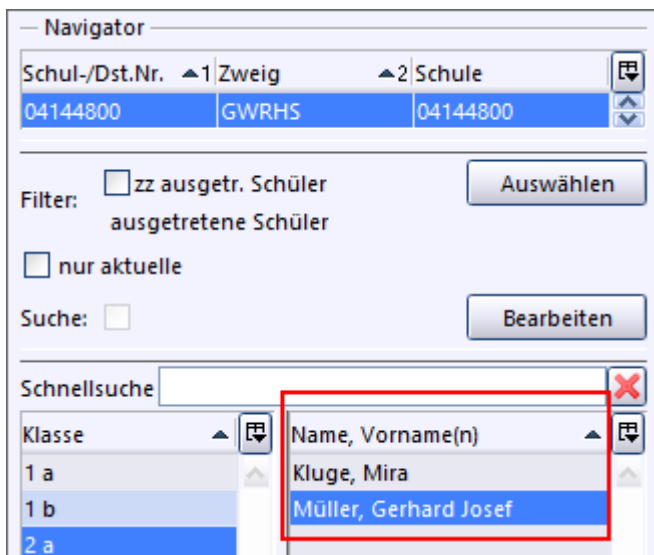 Navigator
Schul-/Dst.Nr. 1 Zweig 2 Schule
04144800 GWRHS 04144800
Filter: zz ausgetr. Schüler Auswählen
ausgetretene Schüler
nur aktuelle
Suche: Bearbeiten
Schnellsuche
Klasse Name, Vorname(n)
1 a Kluge, Mira
1 b Müller, Gerhard Josef
2 a